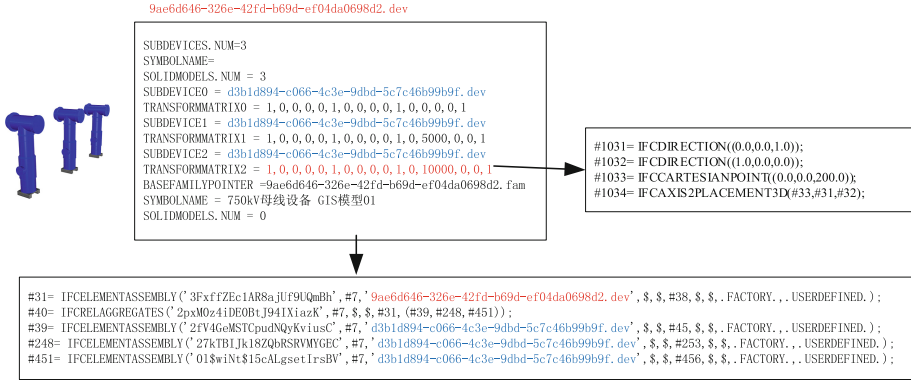 9ae6d646-326e-42fd-b69d-ef04da0698d2.dev
SUBDEVICES.NUM=3
SYMBOLNAME=
SOLIDMODELS.NUM = 3
SUBDEVICE0 = d3b1d894-c066-4c3e-9dbd-5c7c46b99b9f.dev
TRANSFORMMATRIX0 = 1,0,0,0,0,1,0,0,0,0,1,0,0,0,0,1
SUBDEVICE1 = d3b1d894-c066-4c3e-9dbd-5c7c46b99b9f.dev
TRANSFORMMATRIX1 = 1,0,0,0,0,1,0,0,0,0,1,0,5000,0,0,1
SUBDEVICE2 = d3b1d894-c066-4c3e-9dbd-5c7c46b99b9f.dev
TRANSFORMMATRIX2 = 1,0,0,0,0,1,0,0,0,0,1,0,10000,0,0,1
BASEFAMILYPOINTER =9ae6d646-326e-42fd-b69d-ef04da0698d2.fam
SYMBOLNAME = 750kV母线设备 GIS模型01
SOLIDMODELS.NUM = 0
#1031= IFCDIRECTION((0.0,0.0,1.0));
#1032= IFCDIRECTION((1.0,0.0,0.0));
#1033= IFCCARTESIANPOINT((0.0,0.0,200.0));
#1034= IFCAXIS2PLACEMENT3D(#33,#31,#32);
#31= IFCELEMENTASSEMBLY('3FxffZEc1AR8ajUf9UQmBh',#7,'9ae6d646-326e-42fd-b69d-ef04da0698d2.dev',$,$,#38,$,$,.FACTORY.,.USERDEFINED.);
#40= IFCRELAGGREGATES('2pxMOz4iDE0BtJ94IXiazK',#7,$,$,#31,(#39,#248,#451));
#39= IFCELEMENTASSEMBLY('2fV4GeMSTCpudNQyKviusC',#7,'d3b1d894-c066-4c3e-9dbd-5c7c46b99b9f.dev',$,$,#45,$,$,.FACTORY.,.USERDEFINED.);
#248= IFCELEMENTASSEMBLY('27kTBIJkl8ZQbRSRVMYGEC',#7,'d3b1d894-c066-4c3e-9dbd-5c7c46b99b9f.dev',$,$,#253,$,$,.FACTORY.,.USERDEFINED.);
#451= IFCELEMENTASSEMBLY('0l$wiNt$15cALgsetIrsBV',#7,'d3b1d894-c066-4c3e-9dbd-5c7c46b99b9f.dev',$,$,#456,$,$,.FACTORY.,.USERDEFINED.);